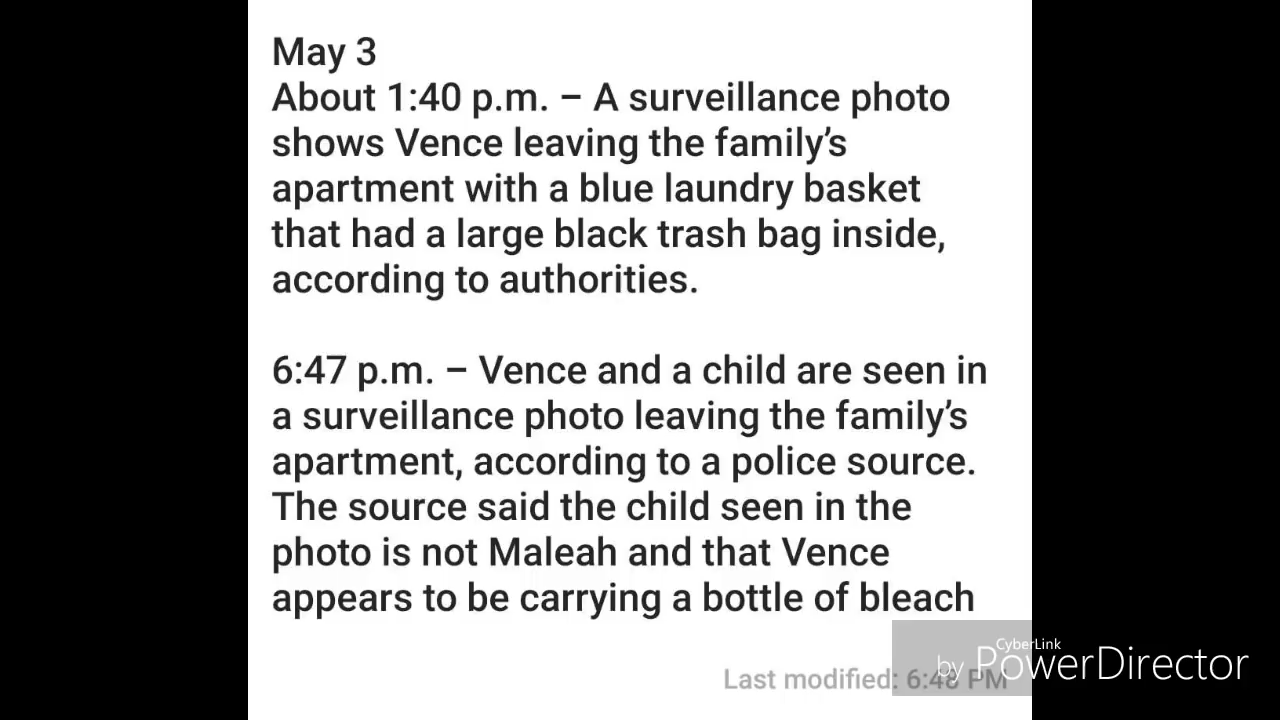 May 3
About 1:40 p.m. – A surveillance photo
shows Vence leaving the family’s
apartment with a blue laundry basket
that had a large black trash bag inside,
according to authorities.
6:47 p.m. – Vence and a child are seen in
a surveillance photo leaving the family’s
apartment, according to a police source.
The source said the child seen in the
photo is not Maleah and that Vence
appears to be carrying a bottle of bleach
CyberLink
by PowerDirector
Last modified: 6:48 PM